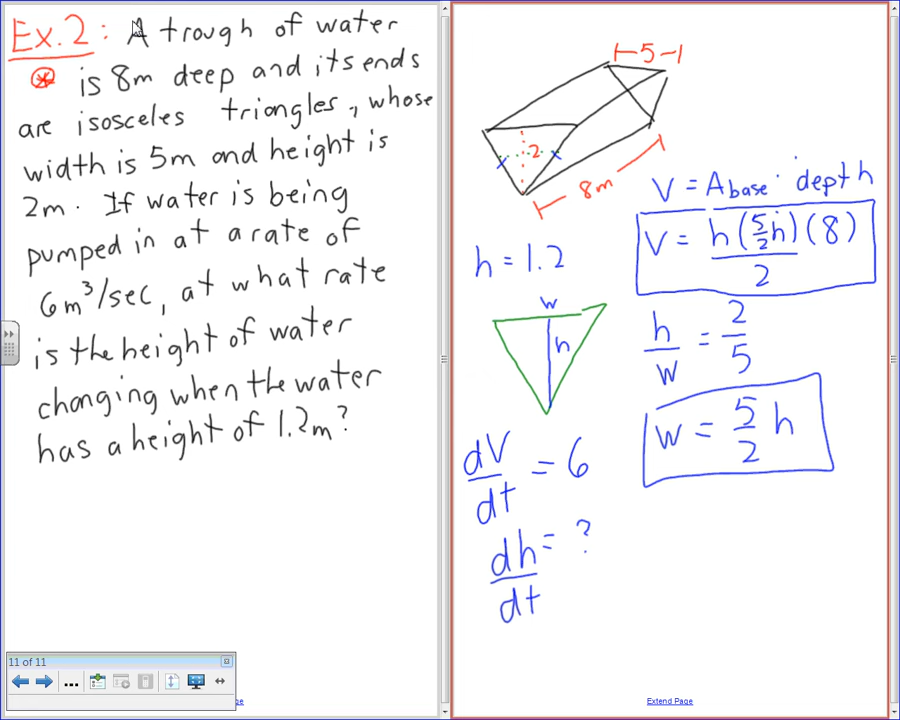 Ex.2: A trough of water
is 8m deep and its ends
are isosceles triangles, whose
width is 5m and height is
2m. If water is being
pumped in at a rate of
6m³/sec, at what rate
is the height of water
changing when the water
has a height of 1.2m?
11 of 11
...
ge
5
2
8m
V = Abase · depth
V = h(5/2 h)(8) / 2
h = 1.2
w
h
h/w = 2/5
w = 5/2 h
dV/dt = 6
dh/dt = ?
Extend Page